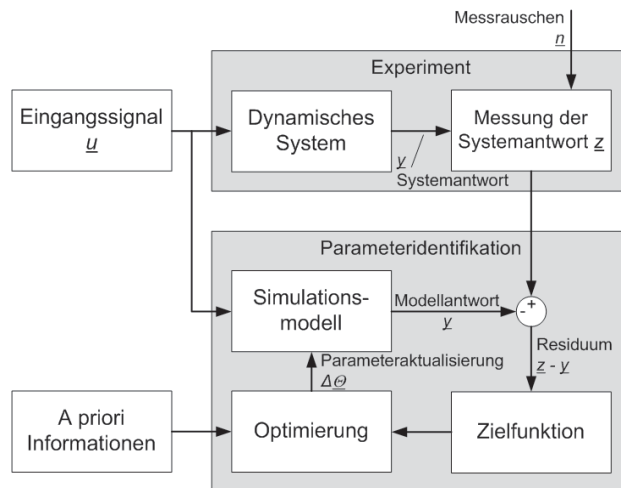 Messrauschen
n
Experiment
Eingangssignal
u
Dynamisches
System
Messung der
Systemantwort z
y
Systemantwort
Parameteridentifikation
Simulations-
modell
Modellantwort
y
- +
Residuum
z - y
Parameteraktualisierung
ΔΘ
A priori
Informationen
Optimierung
Zielfunktion